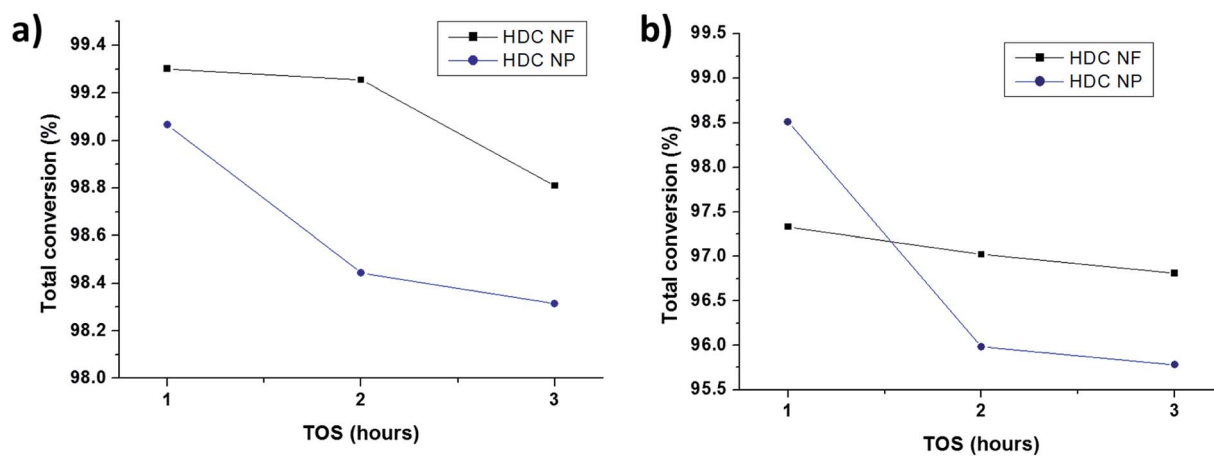 a)
HDC NF
HDC NP
Total conversion (%)
99.4
99.2
99.0
98.8
98.6
98.4
98.2
98.0
1 2 3
TOS (hours)
b)
HDC NF
HDC NP
Total conversion (%)
99.5
99.0
98.5
98.0
97.5
97.0
96.5
96.0
95.5
1 2 3
TOS (hours)